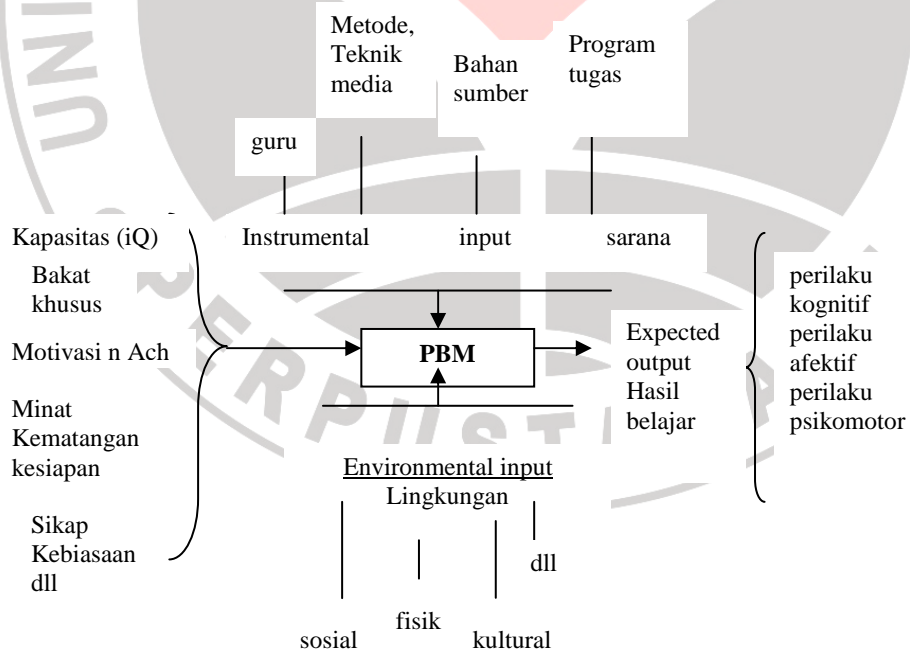 Metode,
Teknik
media
Bahan
sumber
Program
tugas
guru
Instrumental input sarana
Kapasitas (iQ)
Bakat
khusus
Motivasi n Ach
Minat
Kematangan
kesiapan
Sikap
Kebiasaan
dll
PBM
Expected
output
Hasil
belajar
perilaku
kognitif
perilaku
afektif
perilaku
psikomotor
Environmental input
Lingkungan
sosial
fisik
kultural
dll